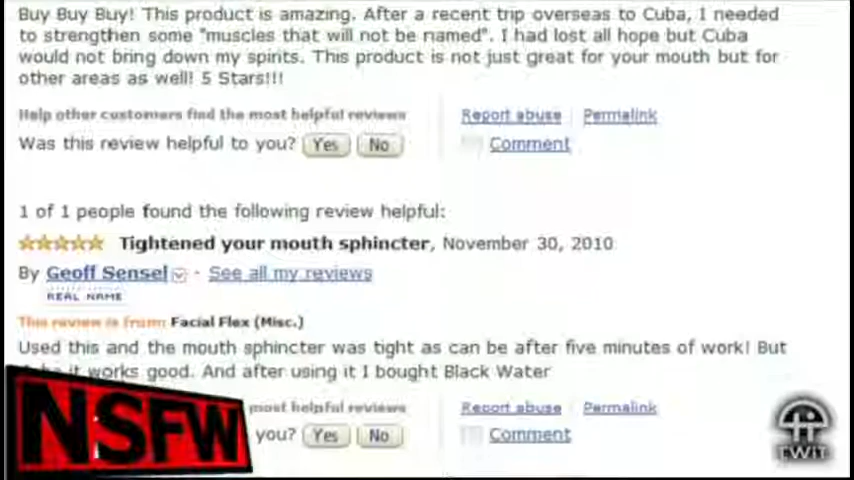 Buy Buy Buy! This product is amazing. After a recent trip overseas to Cuba, I needed
to strengthen some "muscles that will not be named". I had lost all hope but Cuba
would not bring down my spirits. This product is not just great for your mouth but for
other areas as well! 5 Stars!!!
Help other customers find the most helpful reviews
Report abuse
Permalink
Was this review helpful to you? Yes No
Comment
1 of 1 people found the following review helpful:
Tightened your mouth sphincter, November 30, 2010
By Geoff Sensel - See all my reviews
REAL NAME
This review is from: Facial Flex (Misc.)
Used this and the mouth sphincter was tight as can be after five minutes of work! But
it works good. And after using it I bought Black Water
most helpful reviews
Report abuse
Permalink
you? Yes No
Comment
NSFW
TWiT